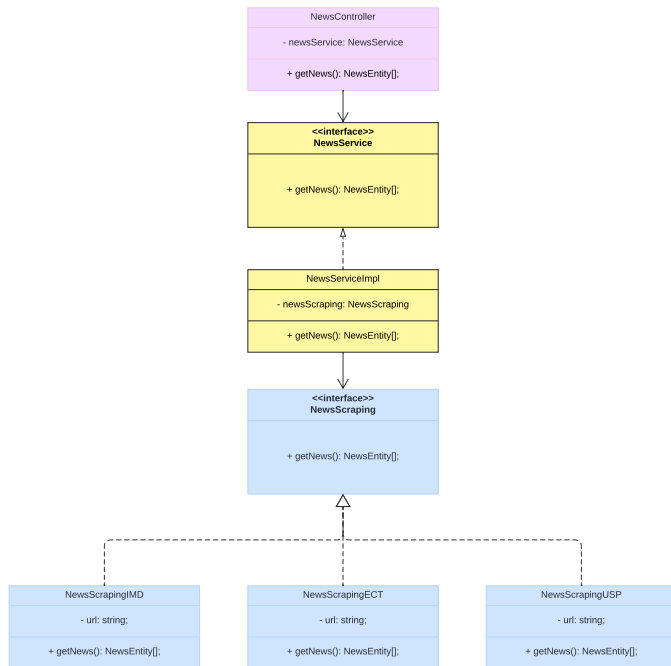 NewsController
- newsService: NewsService
+ getNews(): NewsEntity[];
<<interface>>
NewsService
+ getNews(): NewsEntity[];
NewsServiceImpl
- newsScraping: NewsScraping
+ getNews(): NewsEntity[];
<<interface>>
NewsScraping
+ getNews(): NewsEntity[];
NewsScrapingIMD
- url: string;
+ getNews(): NewsEntity[];
NewsScrapingECT
- url: string;
+ getNews(): NewsEntity[];
NewsScrapingUSP
- url: string;
+ getNews(): NewsEntity[];